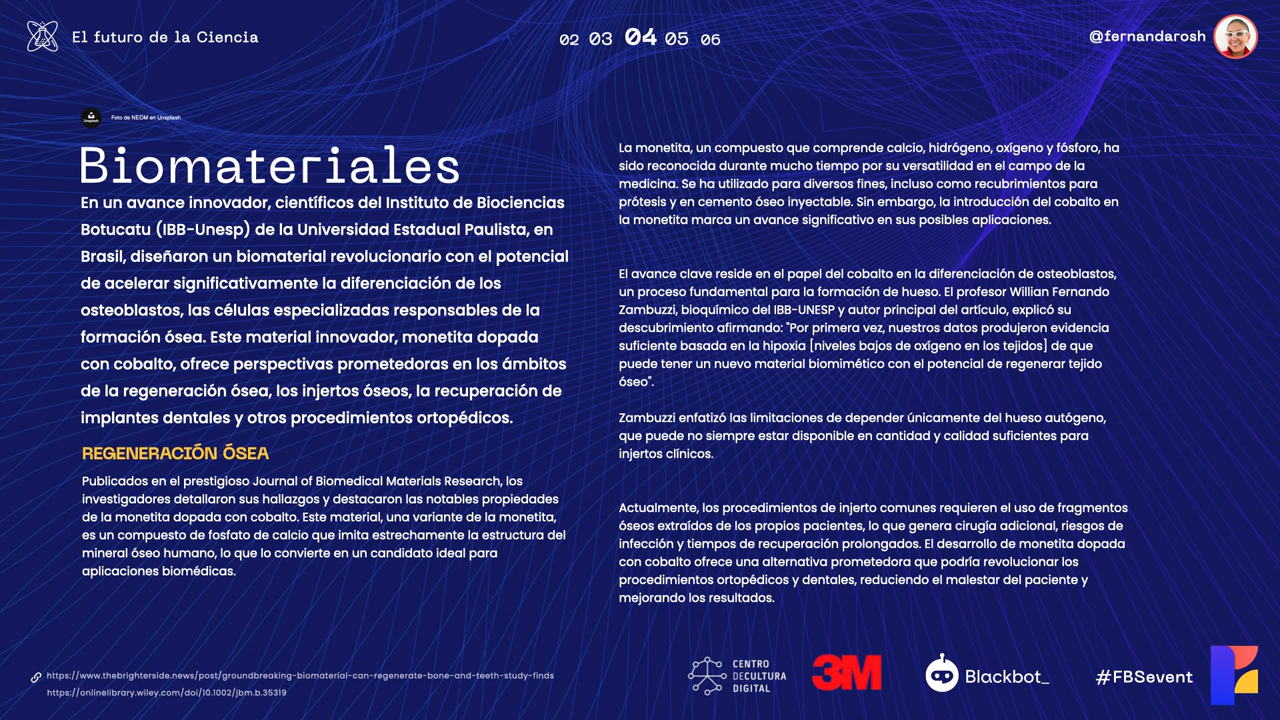 El futuro de la Ciencia
02 03 04 05 06
@fernandarosh
Unsplash
Foto de NEOM en Unsplash
Biomateriales
En un avance innovador, científicos del Instituto de Biociencias
Botucatu (IBB-Unesp) de la Universidad Estadual Paulista, en
Brasil, diseñaron un biomaterial revolucionario con el potencial
de acelerar significativamente la diferenciación de los
osteoblastos, las células especializadas responsables de la
formación ósea. Este material innovador, monetita dopada
con cobalto, ofrece perspectivas prometedoras en los ámbitos
de la regeneración ósea, los injertos óseos, la recuperación de
implantes dentales y otros procedimientos ortopédicos.
REGENERACIÓN ÓSEA
Publicados en el prestigioso Journal of Biomedical Materials Research, los
investigadores detallaron sus hallazgos y destacaron las notables propiedades
de la monetita dopada con cobalto. Este material, una variante de la monetita,
es un compuesto de fosfato de calcio que imita estrechamente la estructura del
mineral óseo humano, lo que lo convierte en un candidato ideal para
aplicaciones biomédicas.
La monetita, un compuesto que comprende calcio, hidrógeno, oxígeno y fósforo, ha
sido reconocida durante mucho tiempo por su versatilidad en el campo de la
medicina. Se ha utilizado para diversos fines, incluso como recubrimientos para
prótesis y en cemento óseo inyectable. Sin embargo, la introducción del cobalto en
la monetita marca un avance significativo en sus posibles aplicaciones.
El avance clave reside en el papel del cobalto en la diferenciación de osteoblastos,
un proceso fundamental para la formación de hueso. El profesor Willian Fernando
Zambuzzi, bioquímico del IBB-UNESP y autor principal del artículo, explicó su
descubrimiento afirmando: "Por primera vez, nuestros datos produjeron evidencia
suficiente basada en la hipoxia [niveles bajos de oxígeno en los tejidos] de que
puede tener un nuevo material biomimético con el potencial de regenerar tejido
óseo".
Zambuzzi enfatizó las limitaciones de depender únicamente del hueso autógeno,
que puede no siempre estar disponible en cantidad y calidad suficientes para
injertos clínicos.
Actualmente, los procedimientos de injerto comunes requieren el uso de fragmentos
óseos extraídos de los propios pacientes, lo que genera cirugía adicional, riesgos de
infección y tiempos de recuperación prolongados. El desarrollo de monetita dopada
con cobalto ofrece una alternativa prometedora que podría revolucionar los
procedimientos ortopédicos y dentales, reduciendo el malestar del paciente y
mejorando los resultados.
https://www.thebrighterside.news/post/groundbreaking-biomaterial-can-regenerate-bone-and-teeth-study-finds
https://onlinelibrary.wiley.com/doi/10.1002/jbm.b.35319
CENTRO
DECULTURA
DIGITAL
3M
Blackbot_
#FBSevent